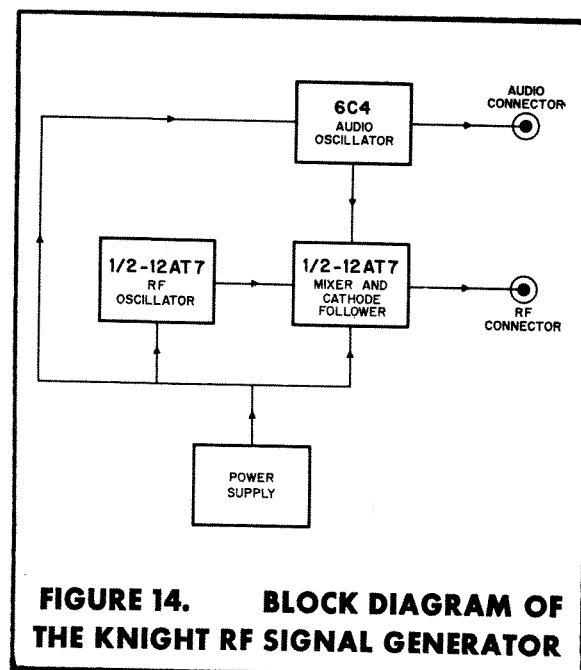 6C4
AUDIO
OSCILLATOR
AUDIO
CONNECTOR
1/2-12AT7
RF
OSCILLATOR
1/2-12AT7
MIXER AND
CATHODE
FOLLOWER
RF
CONNECTOR
POWER
SUPPLY
FIGURE 14. BLOCK DIAGRAM OF
THE KNIGHT RF SIGNAL GENERATOR